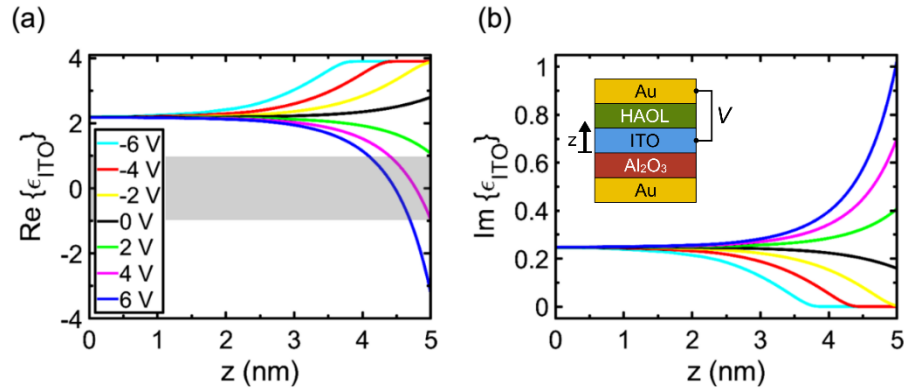 (a)
(b)
4
2
0
-2
-4
Re {ϵITO}
-6 V
-4 V
-2 V
0 V
2 V
4 V
6 V
0 1 2 3 4 5
z (nm)
1
0.8
0.6
0.4
0.2
0
Im {ϵITO}
Au
HAOL
ITO
Al₂O₃
Au
V
z
0 1 2 3 4 5
z (nm)